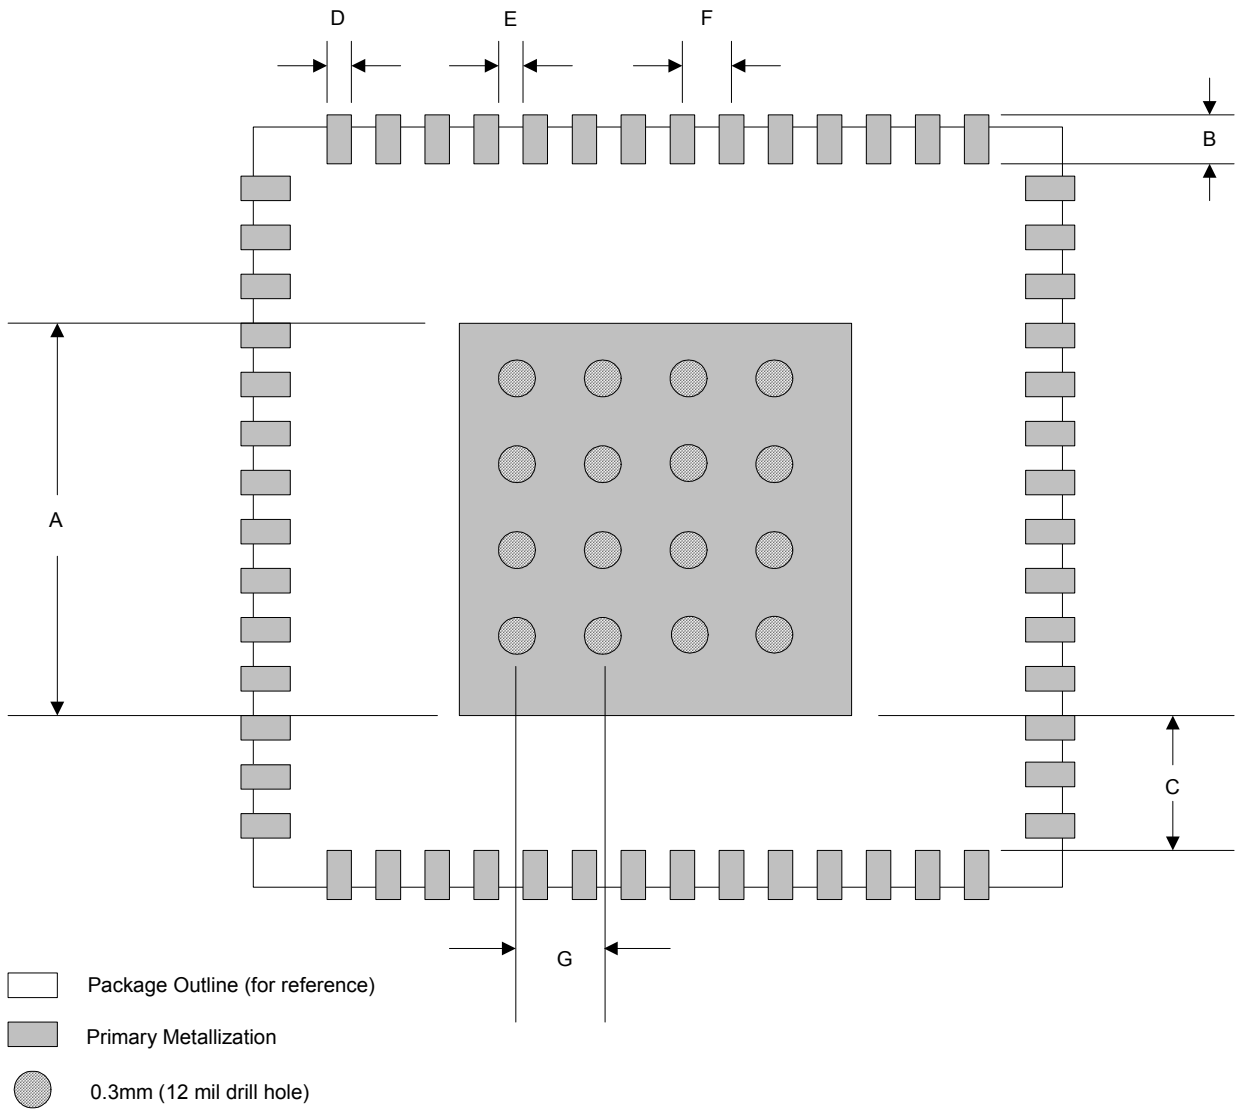 D
E
F
B
A
C
G
Package Outline (for reference)
Primary Metallization
0.3mm (12 mil drill hole)